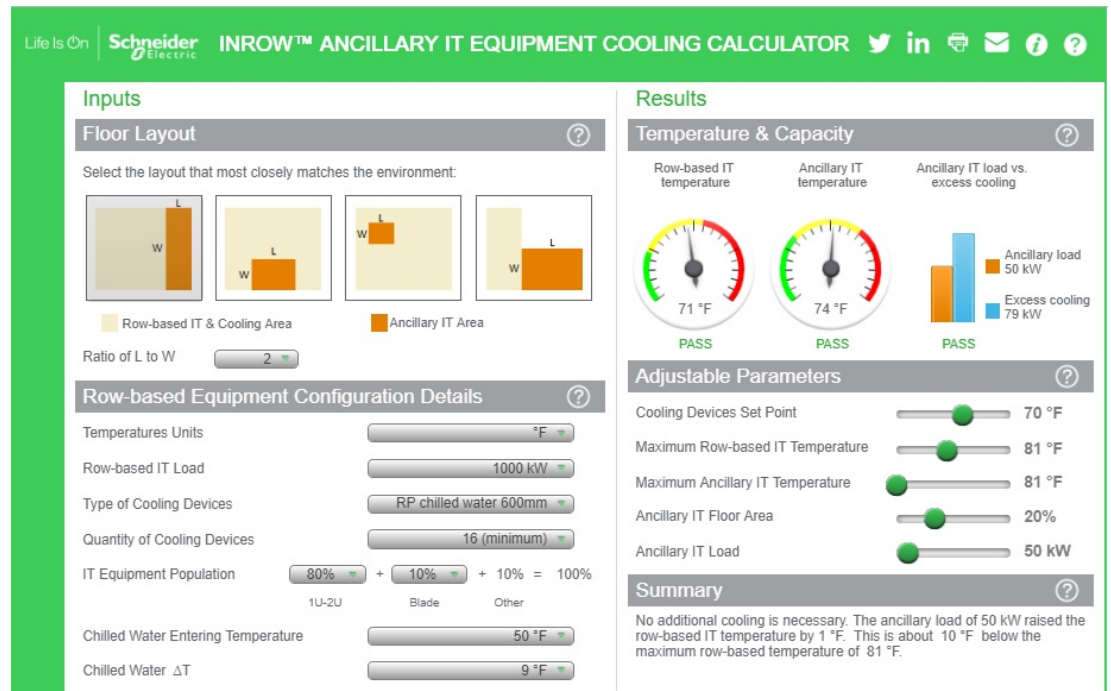 Life Is On | Schneider Electric INROW™ ANCILLARY IT EQUIPMENT COOLING CALCULATOR
Inputs
Floor Layout
Select the layout that most closely matches the environment:
L
W
L
W
L
W
L
W
Row-based IT & Cooling Area
Ancillary IT Area
Ratio of L to W 2
Row-based Equipment Configuration Details
Temperatures Units °F
Row-based IT Load 1000 kW
Type of Cooling Devices RP chilled water 600mm
Quantity of Cooling Devices 16 (minimum)
IT Equipment Population 80% + 10% + 10% = 100%
1U-2U Blade Other
Chilled Water Entering Temperature 50 °F
Chilled Water ΔT 9 °F
Results
Temperature & Capacity
Row-based IT
temperature
71 °F
PASS
Ancillary IT
temperature
74 °F
PASS
Ancillary IT load vs.
excess cooling
Ancillary load
50 kW
Excess cooling
79 kW
PASS
Adjustable Parameters
Cooling Devices Set Point 70 °F
Maximum Row-based IT Temperature 81 °F
Maximum Ancillary IT Temperature 81 °F
Ancillary IT Floor Area 20%
Ancillary IT Load 50 kW
Summary
No additional cooling is necessary. The ancillary load of 50 kW raised the
row-based IT temperature by 1 °F. This is about 10 °F below the
maximum row-based temperature of 81 °F.